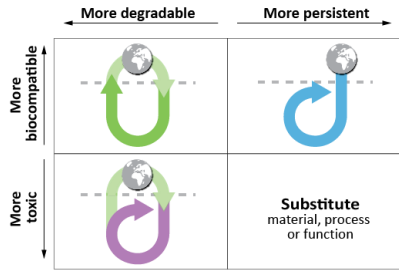 More degradable
More persistent
More
biocompatible
More
toxic
Substitute
material, process
or function